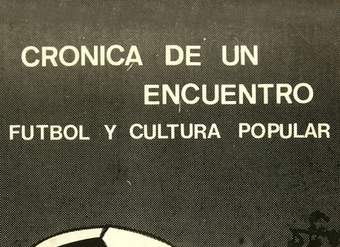 CRONICA DE UN
ENCUENTRO
FUTBOL Y CULTURA POPULAR